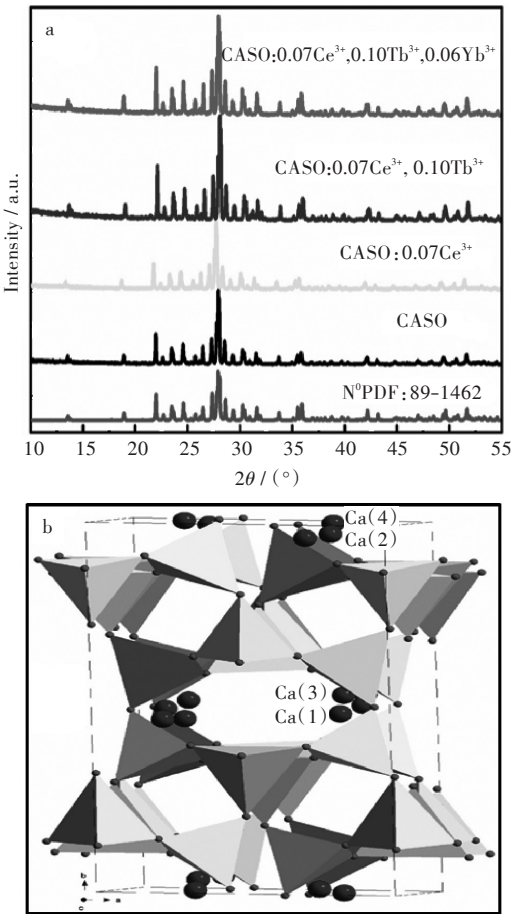 a
CASO:0.07Ce³⁺,0.10Tb³⁺,0.06Yb³⁺
CASO:0.07Ce³⁺, 0.10Tb³⁺
CASO:0.07Ce³⁺
CASO
N⁰PDF:89-1462
Intensity / a.u.
10 15 20 25 30 35 40 45 50 55
2θ / (°)
b
Ca(4)
Ca(2)
Ca(3)
Ca(1)
b
c a